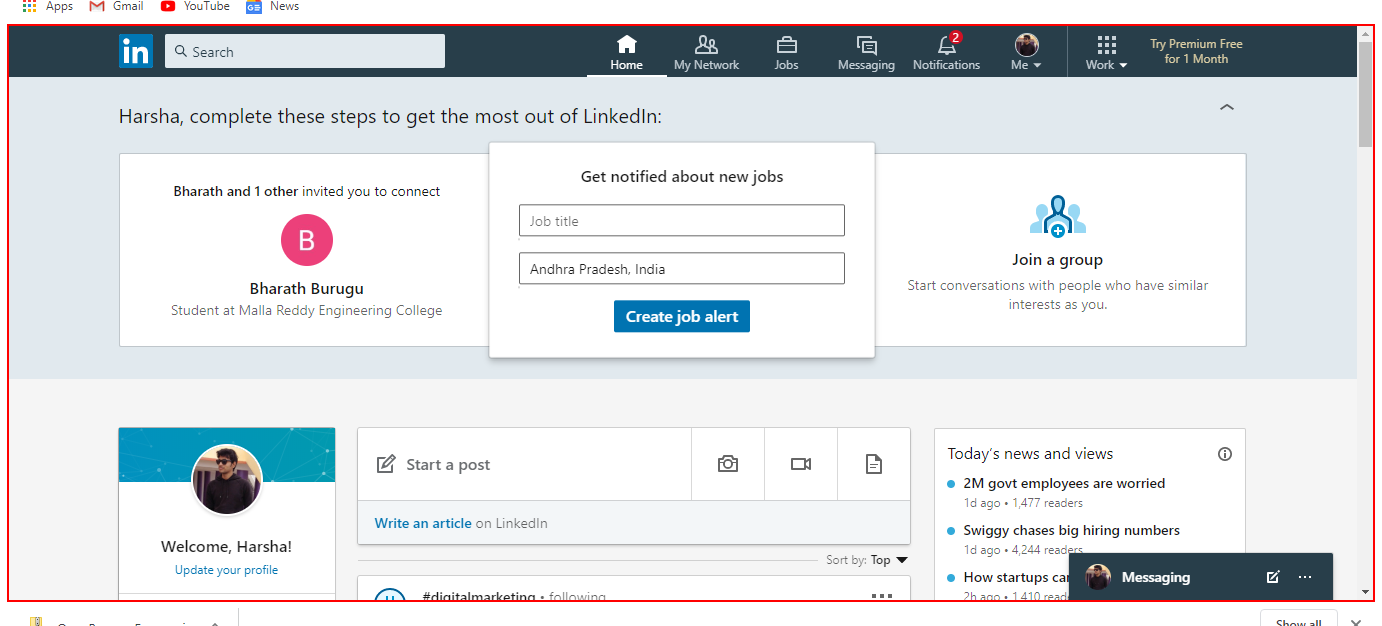 Apps Gmail YouTube News
in Search Home My Network Jobs Messaging 2 Notifications Me Work Try Premium Free
for 1 Month
Harsha, complete these steps to get the most out of LinkedIn:
Bharath and 1 other invited you to connect
B
Bharath Burugu
Student at Malla Reddy Engineering College
Get notified about new jobs
Job title
Andhra Pradesh, India
Create job alert
Join a group
Start conversations with people who have similar
interests as you.
Welcome, Harsha!
Update your profile
Start a post
Write an article on LinkedIn
Sort by: Top
#digitalmarketing • following
Today's news and views
2M govt employees are worried
1d ago • 1,477 readers
Swiggy chases big hiring numbers
1d ago • 4,244 readers
How startups
2h ago • 1,410
Messaging
Show all